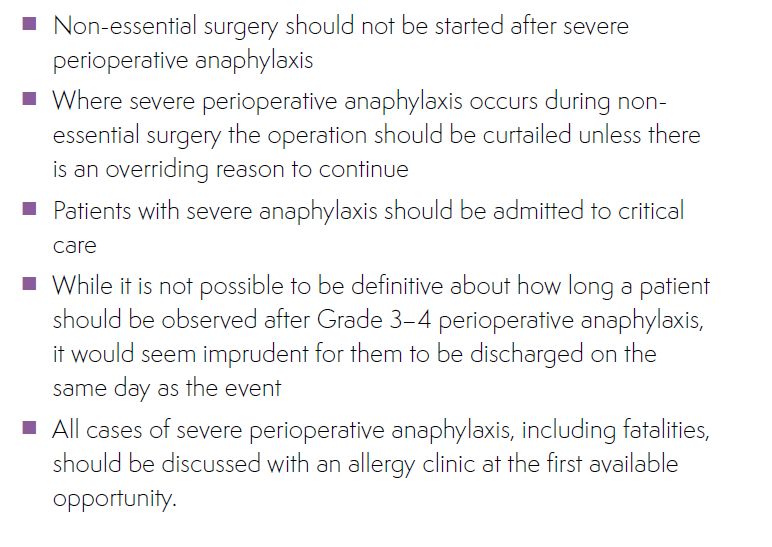 ■ Non-essential surgery should not be started after severe
perioperative anaphylaxis
■ Where severe perioperative anaphylaxis occurs during non-
essential surgery the operation should be curtailed unless there
is an overriding reason to continue
■ Patients with severe anaphylaxis should be admitted to critical
care
■ While it is not possible to be definitive about how long a patient
should be observed after Grade 3–4 perioperative anaphylaxis,
it would seem imprudent for them to be discharged on the
same day as the event
■ All cases of severe perioperative anaphylaxis, including fatalities,
should be discussed with an allergy clinic at the first available
opportunity.